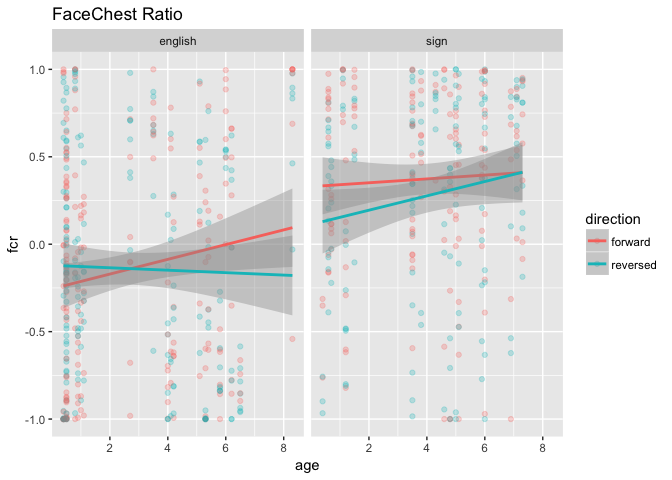 FaceChest Ratio
english
sign
1.0
0.5
0.0
-0.5
-1.0
fcr
2 4 6 8
2 4 6 8
age
direction
forward
reversed